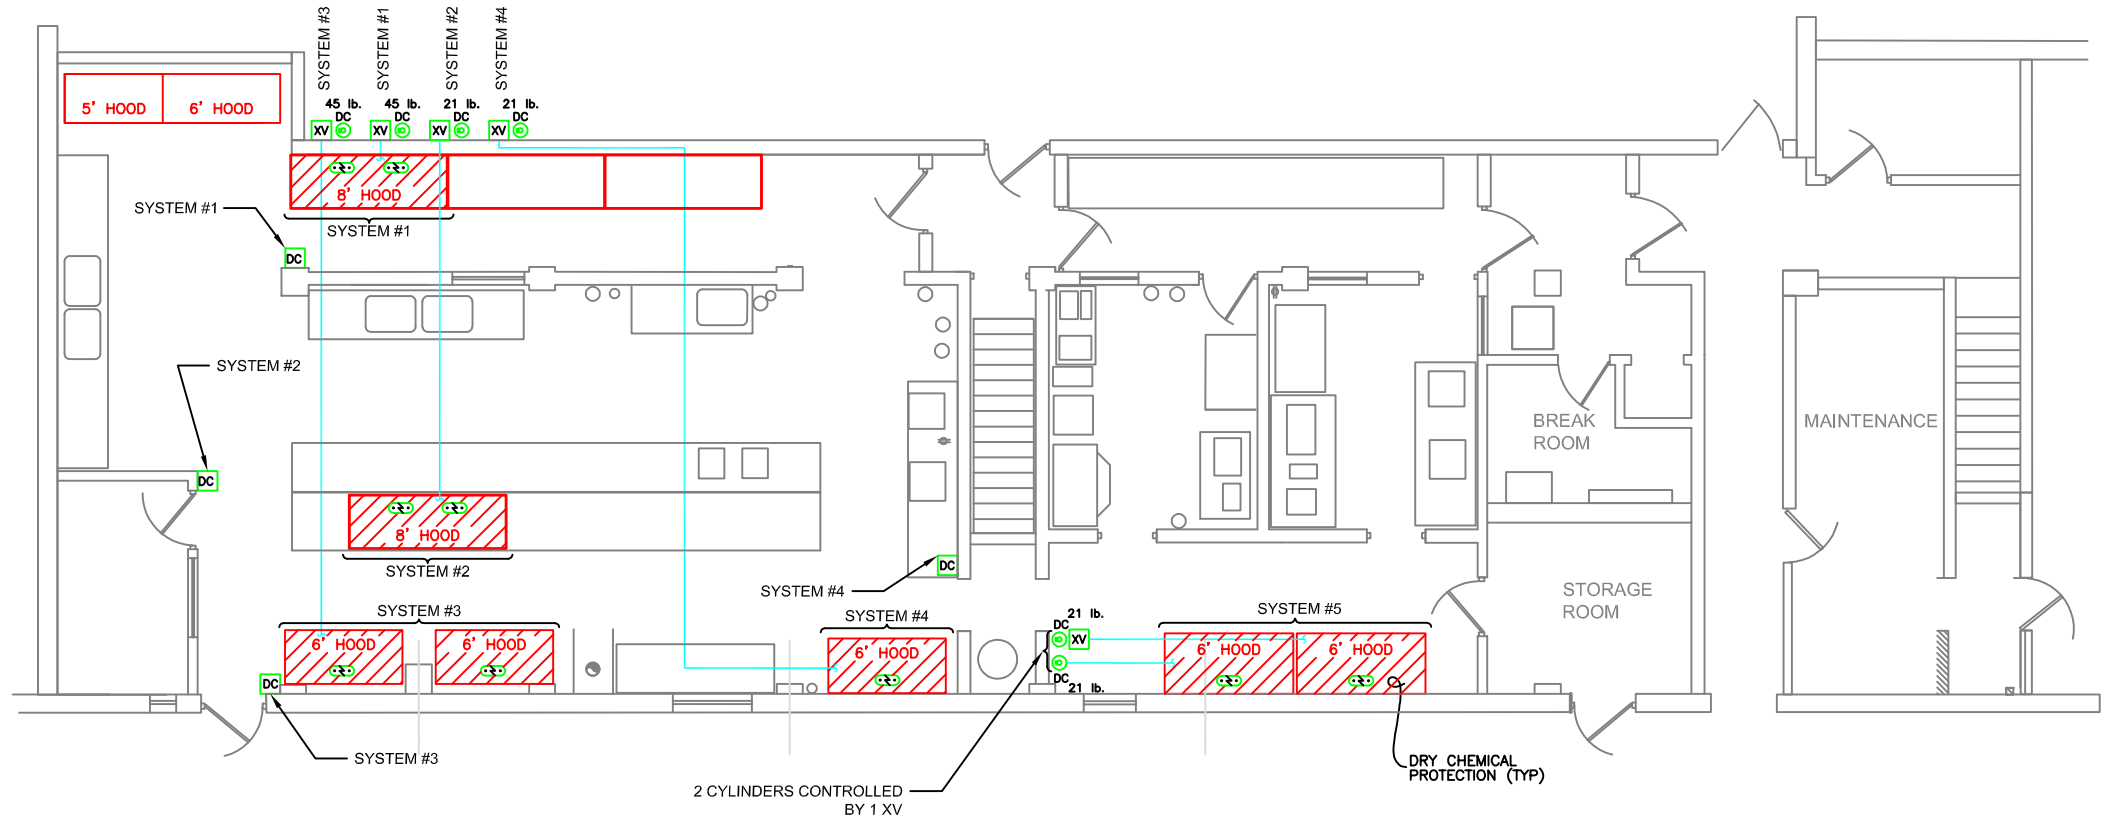 SYSTEM #3
SYSTEM #1
SYSTEM #2
SYSTEM #4
45 lb.
DC
XV
45 lb.
DC
XV
21 lb.
DC
XV
21 lb.
DC
XV
5' HOOD
6' HOOD
8' HOOD
SYSTEM #1
SYSTEM #1
DC
SYSTEM #2
DC
8' HOOD
SYSTEM #2
SYSTEM #4
DC
SYSTEM #3
6' HOOD
6' HOOD
SYSTEM #4
6' HOOD
21 lb.
DC
XV
DC
21 lb.
SYSTEM #5
6' HOOD
6' HOOD
DC
SYSTEM #3
2 CYLINDERS CONTROLLED
BY 1 XV
DRY CHEMICAL
PROTECTION (TYP)
BREAK
ROOM
STORAGE
ROOM
MAINTENANCE